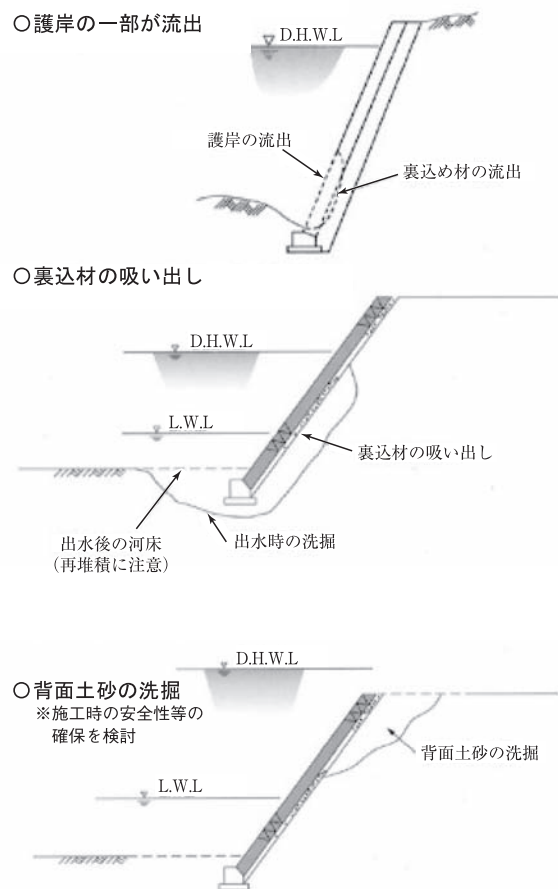 ○護岸の一部が流出
D.H.W.L
護岸の流出
裏込め材の流出
○裏込材の吸い出し
D.H.W.L
L.W.L
裏込材の吸い出し
出水後の河床
（再堆積に注意）
出水時の洗掘
D.H.W.L
○背面土砂の洗掘
※施工時の安全性等の
確保を検討
背面土砂の洗掘
L.W.L